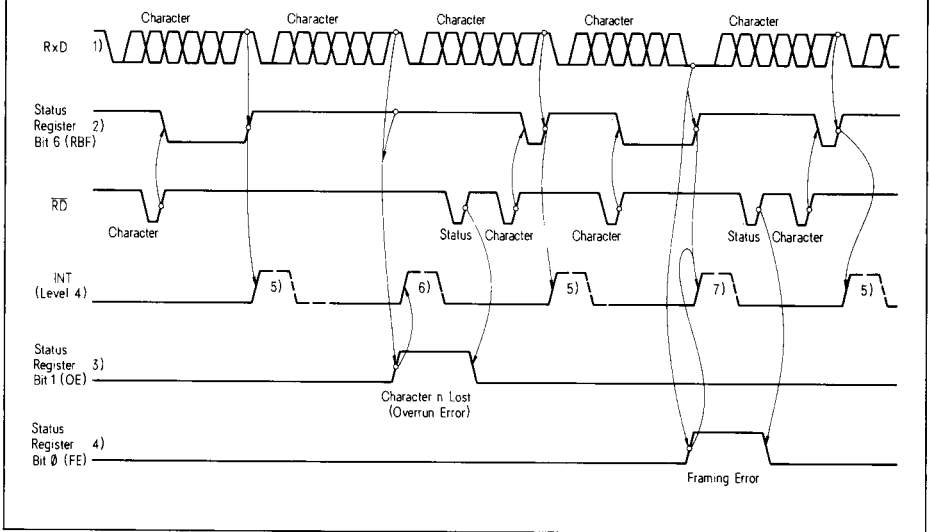 Character Character Character Character Character
RxD 1)
Status
Register 2)
Bit 6 (RBF)
RD
Character Status Character Character Status Character
INT
(Level 4)
5) 6) 5) 7) 5)
Status
Register 3)
Bit 1 (OE)
Character n Lost
(Overrun Error)
Status
Register 4)
Bit Ø (FE)
Framing Error